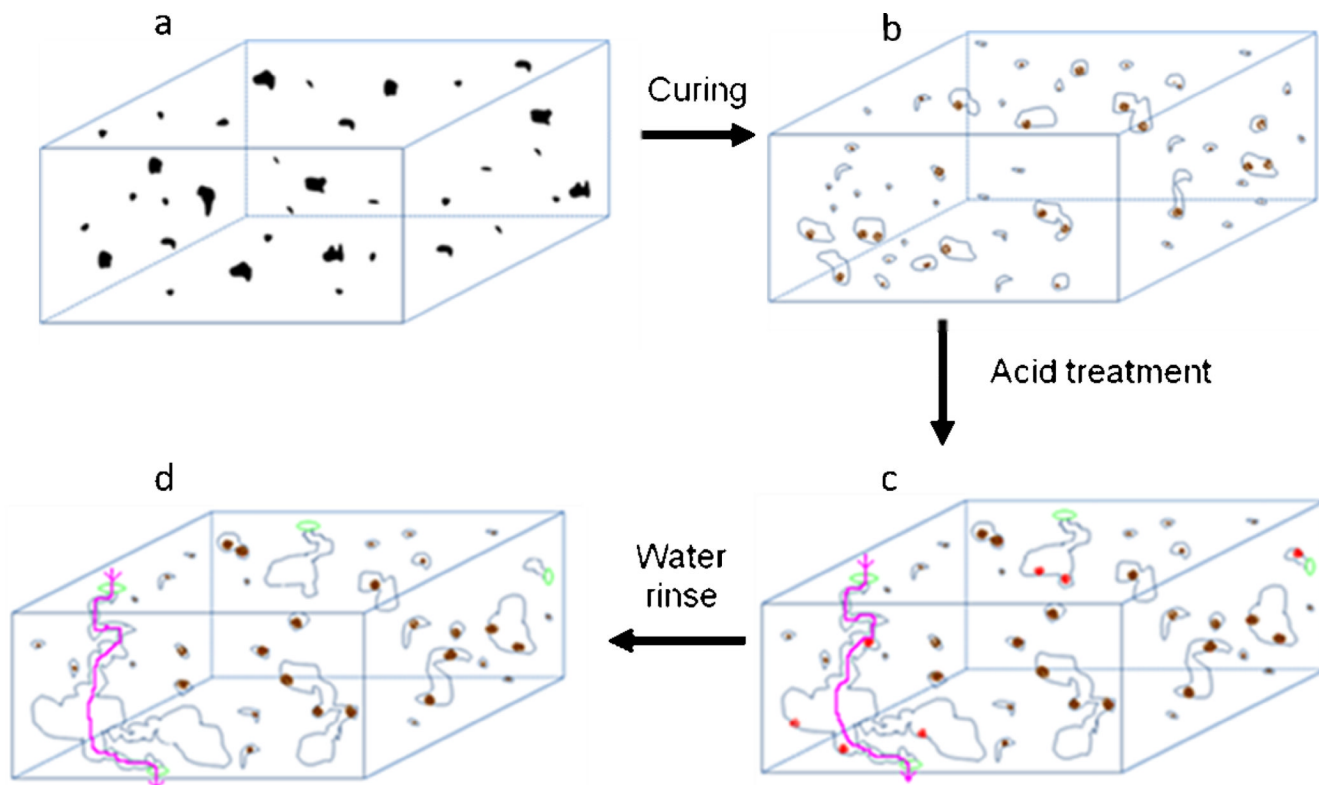 a
b
Curing
Acid treatment
d
c
Water
rinse